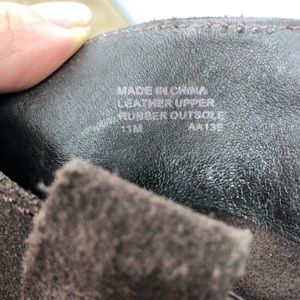 MADE IN CHINA
LEATHER UPPER
RUBBER OUTSOLE
11M AA13E